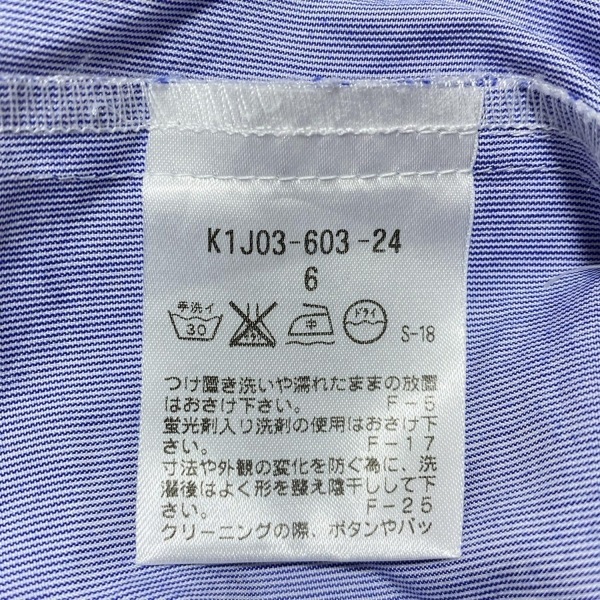 K1J03-603-24
6
手洗イ 30 中 ドライ S-18
つけ置き洗いや濡れたままの放置
はおさけ下さい。 F-5
蛍光剤入り洗剤の使用はおさけ下
さい。 F-17
寸法や外観の変化を防ぐ為に、洗
濯後はよく形を整え陰干しして下
さい。 F-25
クリーニングの際、ボタンやバッ